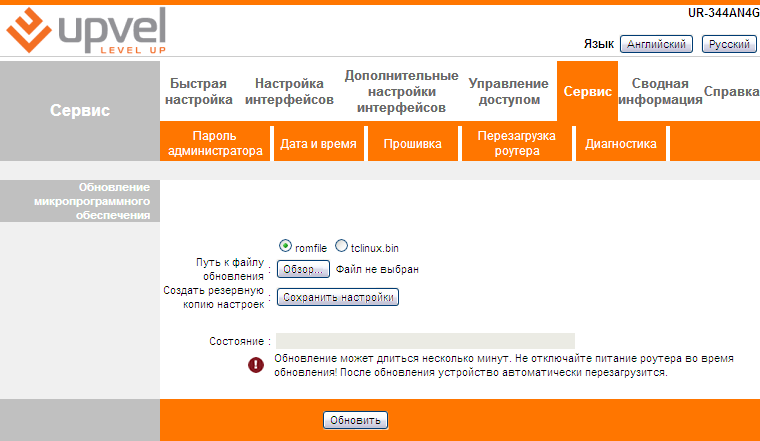 UR-344AN4G
upvel
LEVEL UP
Язык Английский Русский
Сервис
Быстрая
настройка
Настройка
интерфейсов
Дополнительные
настройки
интерфейсов
Управление
доступом
Сервис
Сводная
информация
Справка
Пароль
администратора
Дата и время
Прошивка
Перезагрузка
роутера
Диагностика
Обновление
микропрограммного
обеспечения
romfile tclinux.bin
Путь к файлу
обновления :
Обзор... Файл не выбран
Создать резервную
копию настроек :
Сохранить настройки
Состояние :
Обновление может длиться несколько минут. Не отключайте питание роутера во время
обновления! После обновления устройство автоматически перезагрузится.
Обновить